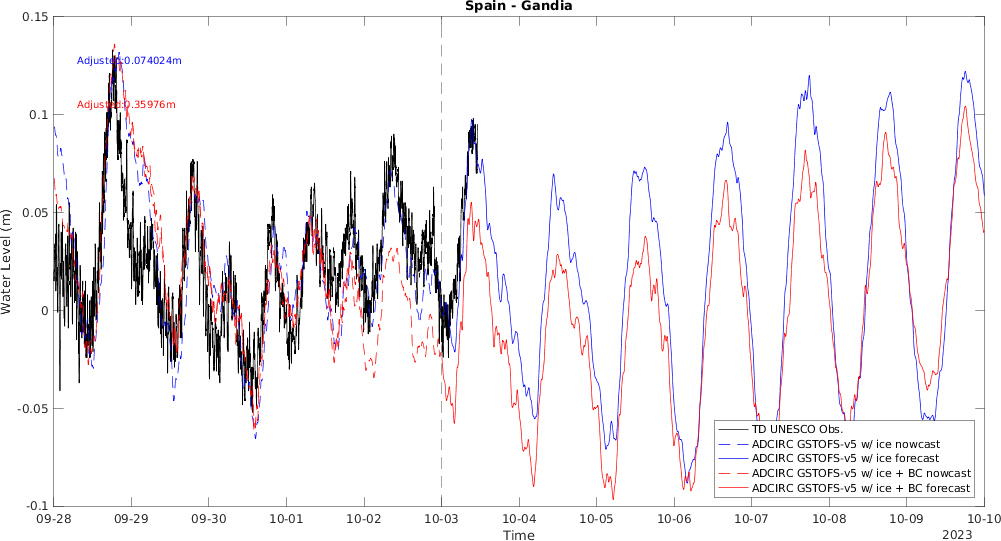 Spain - Gandia
0.15
0.1
0.05
0
-0.05
-0.1
Water Level (m)
Adjusted:0.074024m
Adjusted:0.35976m
TD UNESCO Obs.
ADCIRC GSTOFS-v5 w/ ice nowcast
ADCIRC GSTOFS-v5 w/ ice forecast
ADCIRC GSTOFS-v5 w/ ice + BC nowcast
ADCIRC GSTOFS-v5 w/ ice + BC forecast
09-28 09-29 09-30 10-01 10-02 10-03 10-04 10-05 10-06 10-07 10-08 10-09 10-10
Time
2023